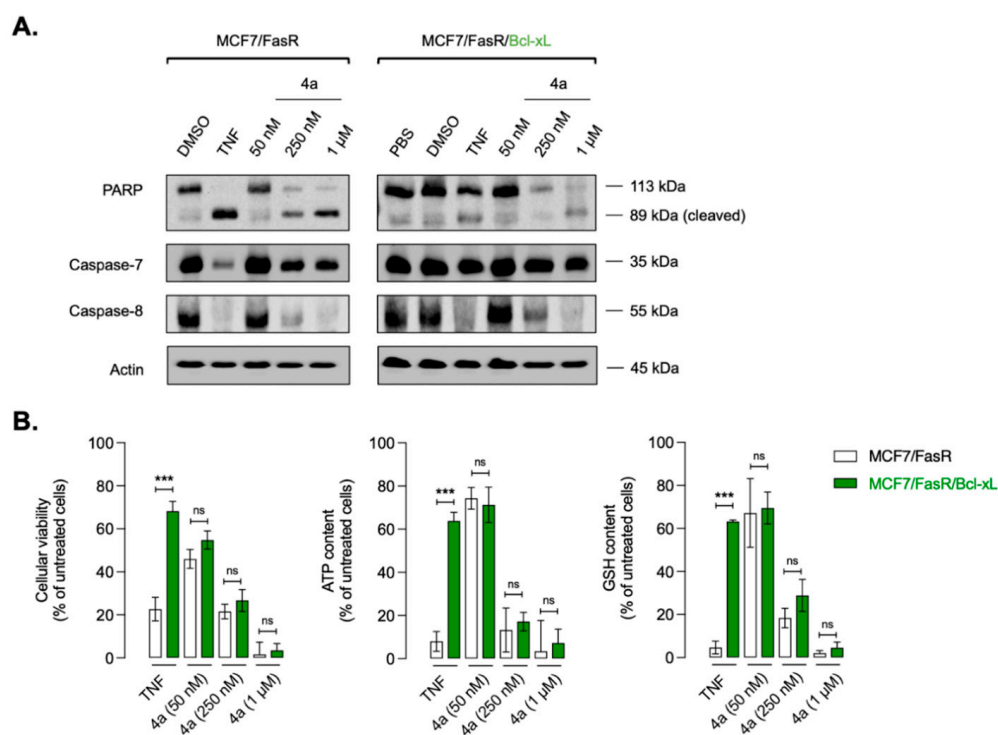 A.
MCF7/FasR
MCF7/FasR/Bcl-xL
4a
4a
DMSO
TNF
50 nM
250 nM
1 µM
PBS
DMSO
TNF
50 nM
250 nM
1 µM
PARP
113 kDa
89 kDa (cleaved)
Caspase-7
35 kDa
Caspase-8
55 kDa
Actin
45 kDa
B.
Cellular viability
(% of untreated cells)
100
80
60
40
20
0
***
ns
ns
ns
TNF
4a (50 nM)
4a (250 nM)
4a (1 µM)
ATP content
(% of untreated cells)
100
80
60
40
20
0
***
ns
ns
ns
TNF
4a (50 nM)
4a (250 nM)
4a (1 µM)
GSH content
(% of untreated cells)
100
80
60
40
20
0
***
ns
ns
ns
TNF
4a (50 nM)
4a (250 nM)
4a (1 µM)
MCF7/FasR
MCF7/FasR/Bcl-xL